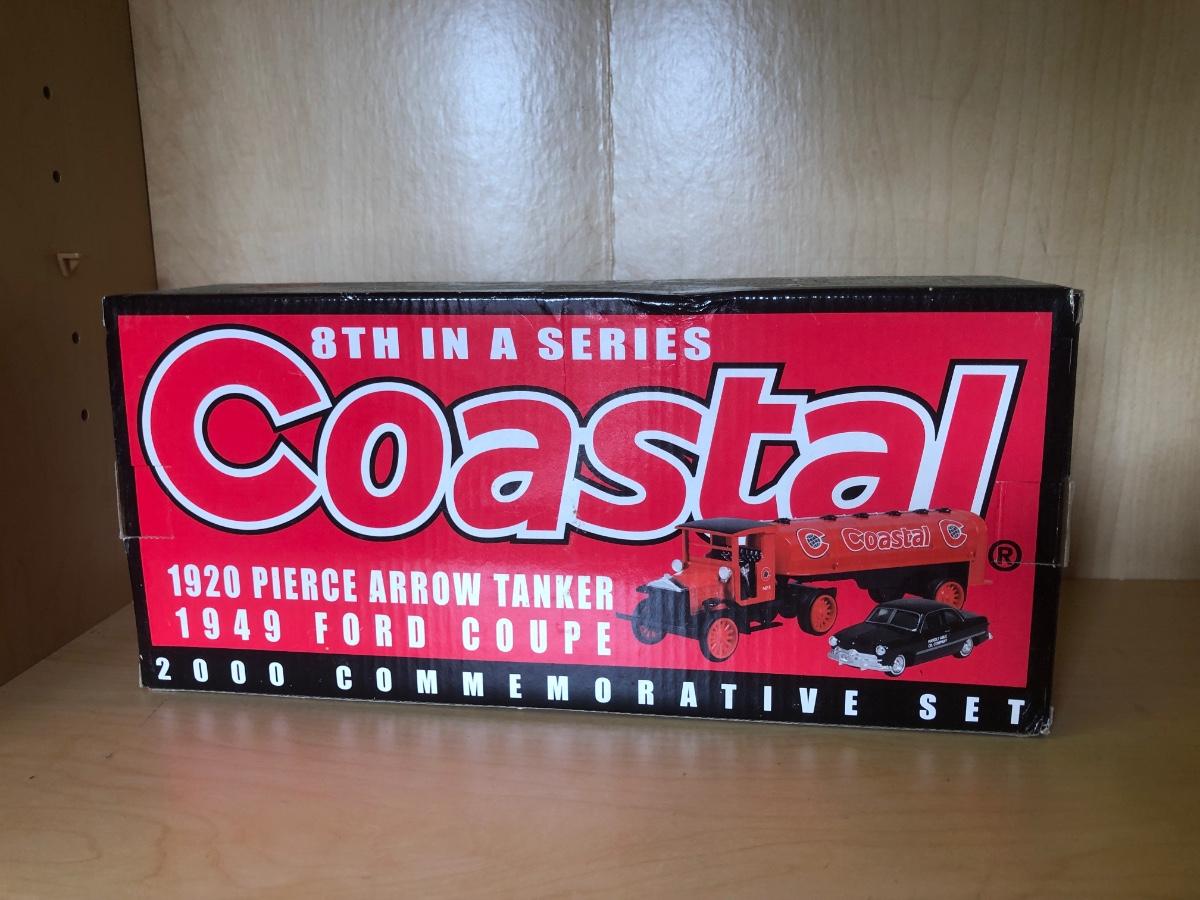 8TH IN A SERIES
Coastal
®
C Coastal C
1920 PIERCE ARROW TANKER
1949 FORD COUPE
2000 COMMEMORATIVE SET